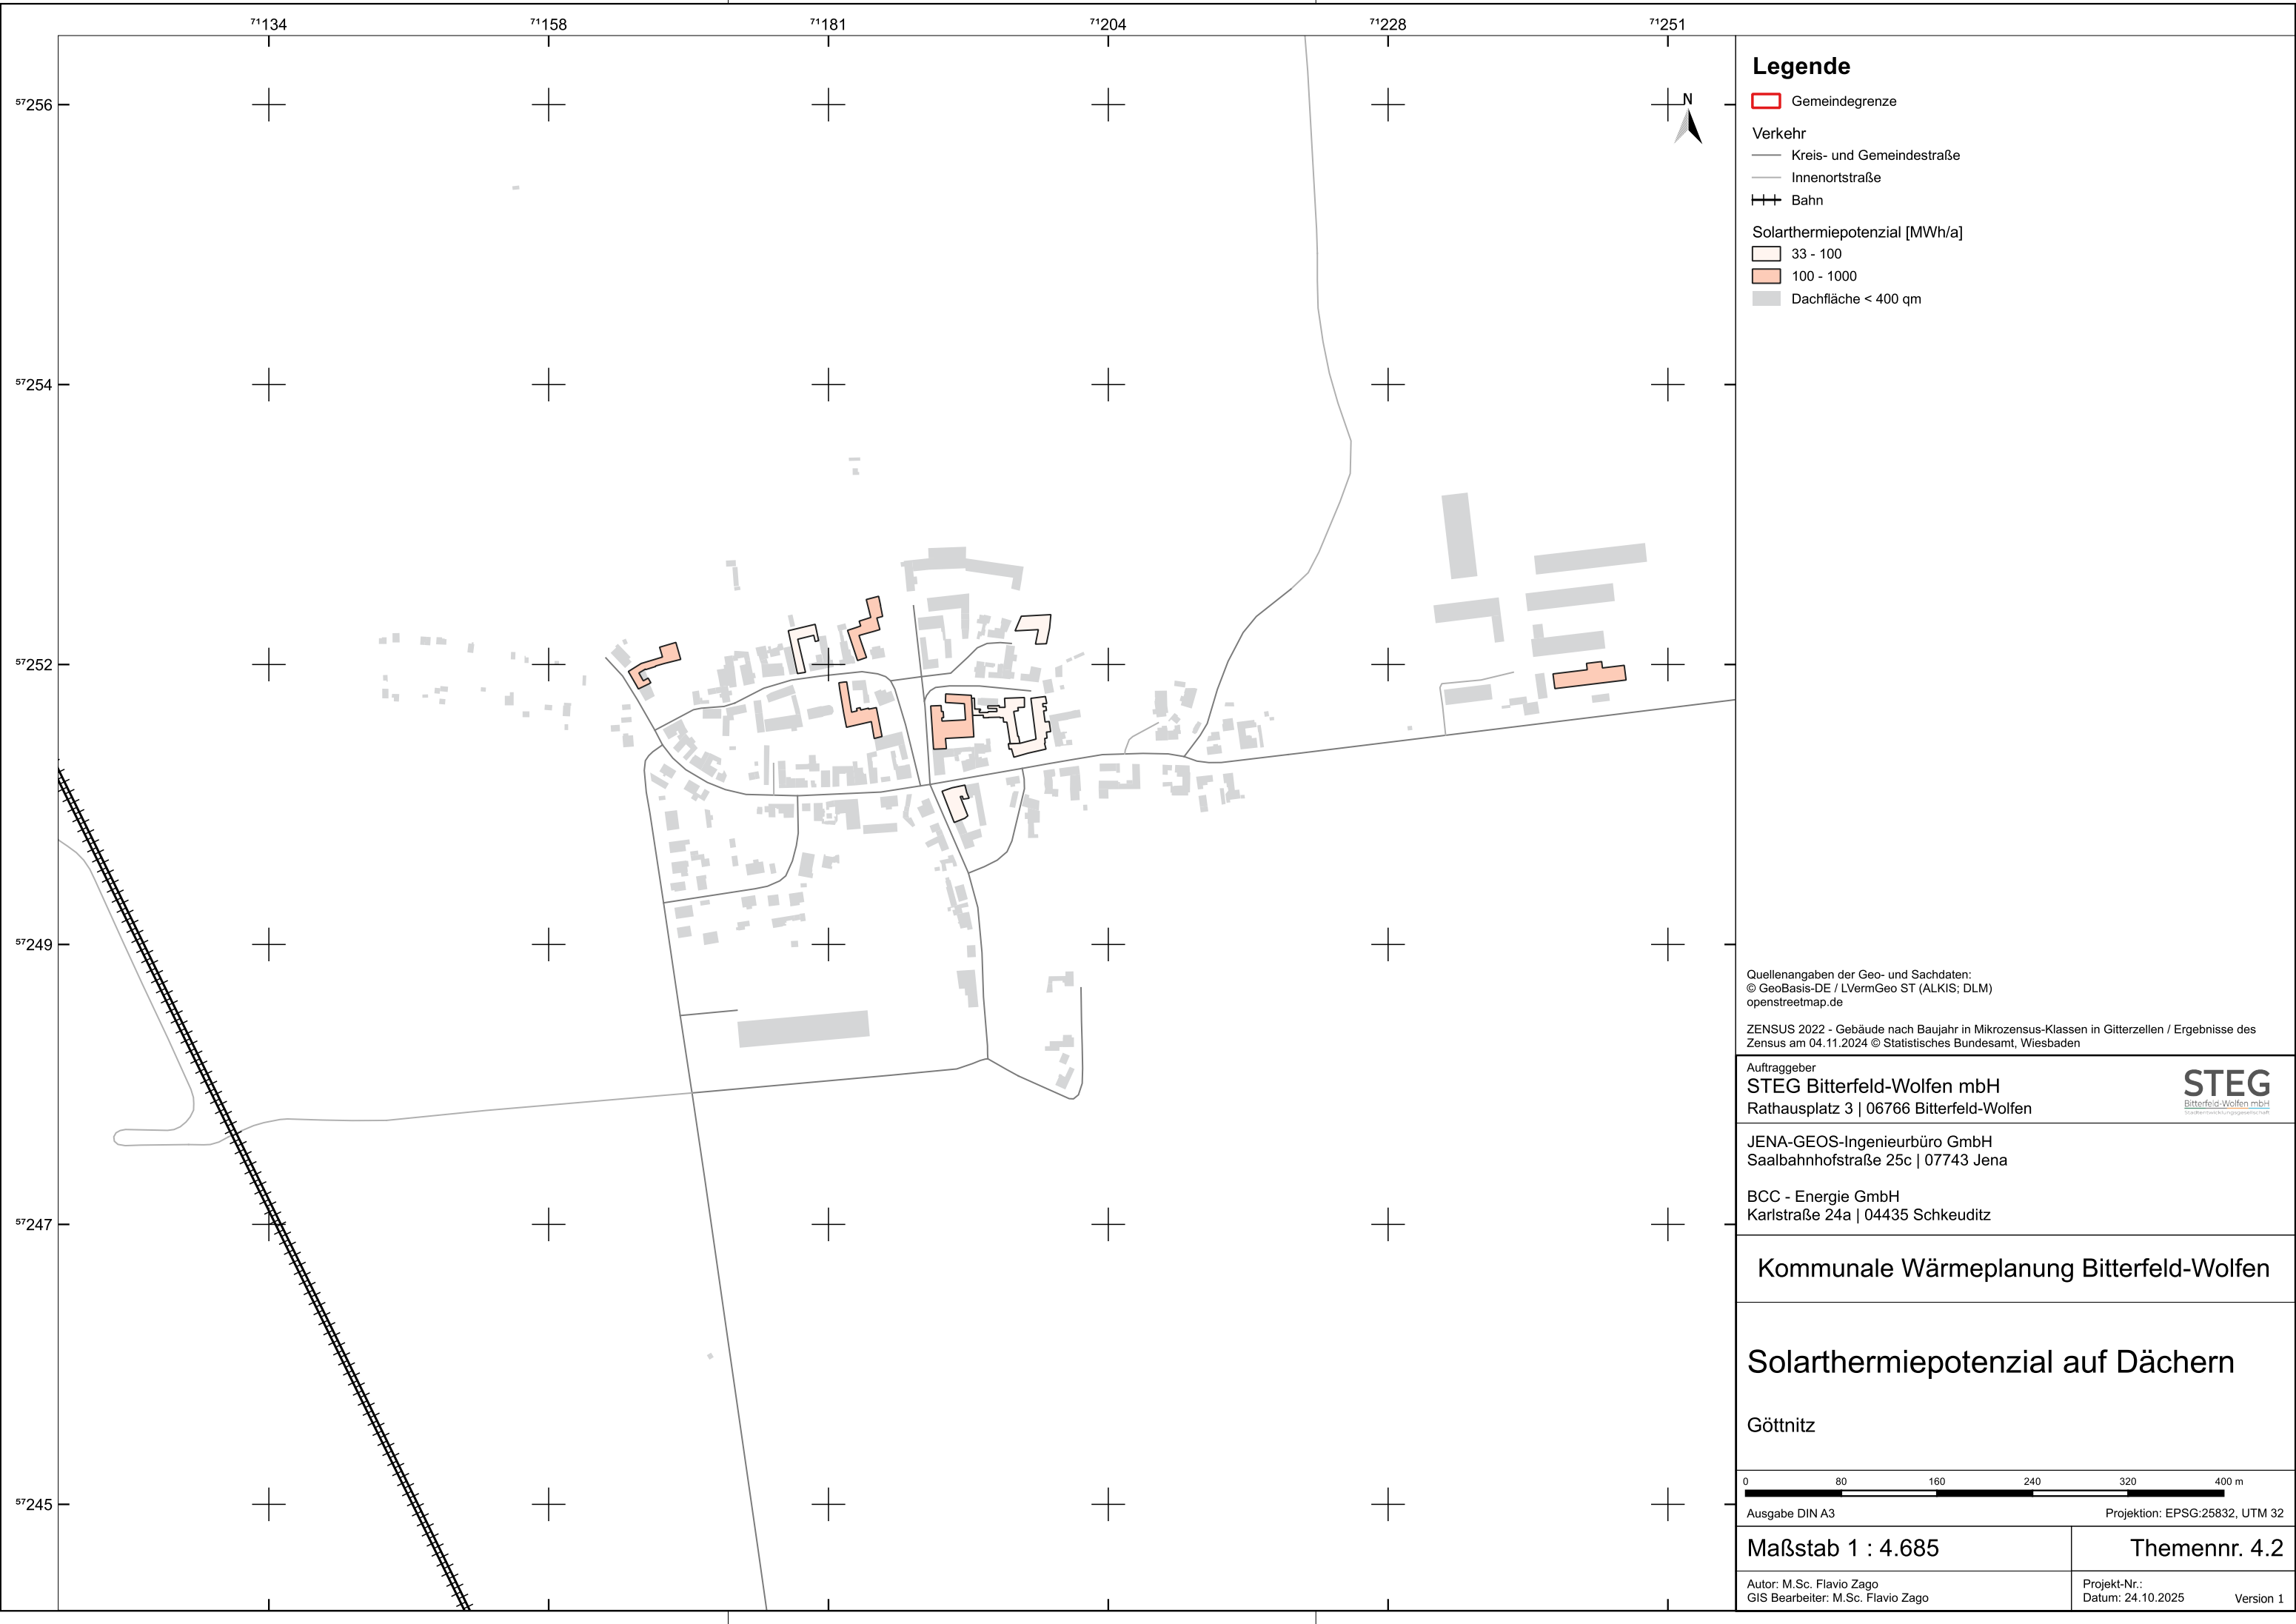 71134 71158 71181 71204 71228 71251
57256
57254
57252
57249
57247
57245
N
Legende
Gemeindegrenze
Verkehr
Kreis- und Gemeindestraße
Innenortstraße
Bahn
Solarthermiepotenzial [MWh/a]
33 - 100
100 - 1000
Dachfläche < 400 qm
Quellenangaben der Geo- und Sachdaten:
© GeoBasis-DE / LVermGeo ST (ALKIS; DLM)
openstreetmap.de
ZENSUS 2022 - Gebäude nach Baujahr in Mikrozensus-Klassen in Gitterzellen / Ergebnisse des
Zensus am 04.11.2024 © Statistisches Bundesamt, Wiesbaden
Auftraggeber
STEG Bitterfeld-Wolfen mbH
Rathausplatz 3 | 06766 Bitterfeld-Wolfen
STEG
Bitterfeld-Wolfen mbH
Stadtentwicklungsgesellschaft
JENA-GEOS-Ingenieurbüro GmbH
Saalbahnhofstraße 25c | 07743 Jena
BCC - Energie GmbH
Karlstraße 24a | 04435 Schkeuditz
Kommunale Wärmeplanung Bitterfeld-Wolfen
Solarthermiepotenzial auf Dächern
Göttnitz
0 80 160 240 320 400 m
Ausgabe DIN A3 Projektion: EPSG:25832, UTM 32
Maßstab 1 : 4.685 Themennr. 4.2
Autor: M.Sc. Flavio Zago
GIS Bearbeiter: M.Sc. Flavio Zago
Projekt-Nr.:
Datum: 24.10.2025 Version 1